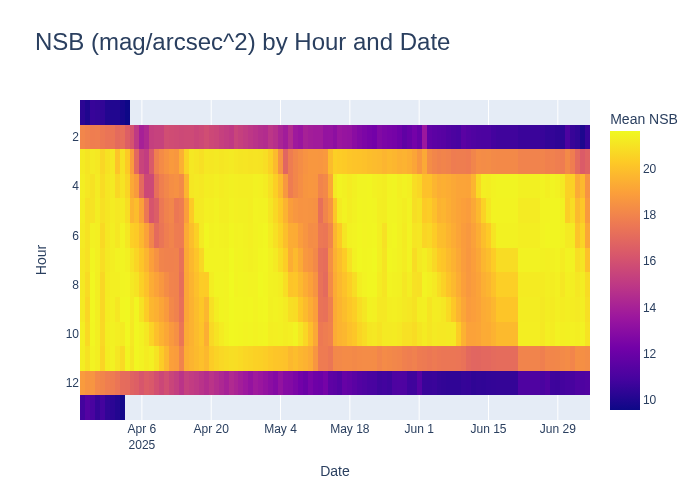 NSB (mag/arcsec^2) by Hour and Date
Mean NSB
2
4
6
8
10
12
Hour
20
18
16
14
12
10
Apr 6
2025
Apr 20
May 4
May 18
Jun 1
Jun 15
Jun 29
Date